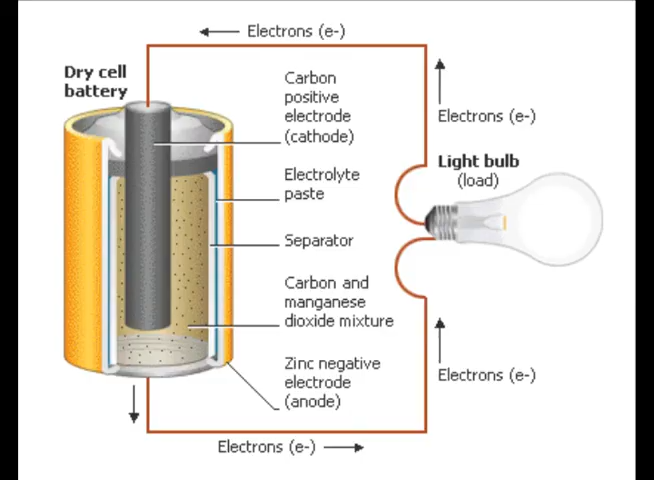 Electrons (e-)
Dry cell
battery
Carbon
positive
electrode
(cathode)
Electrons (e-)
Light bulb
(load)
Electrolyte
paste
Separator
Carbon and
manganese
dioxide mixture
Zinc negative
electrode
(anode)
Electrons (e-)
Electrons (e-)